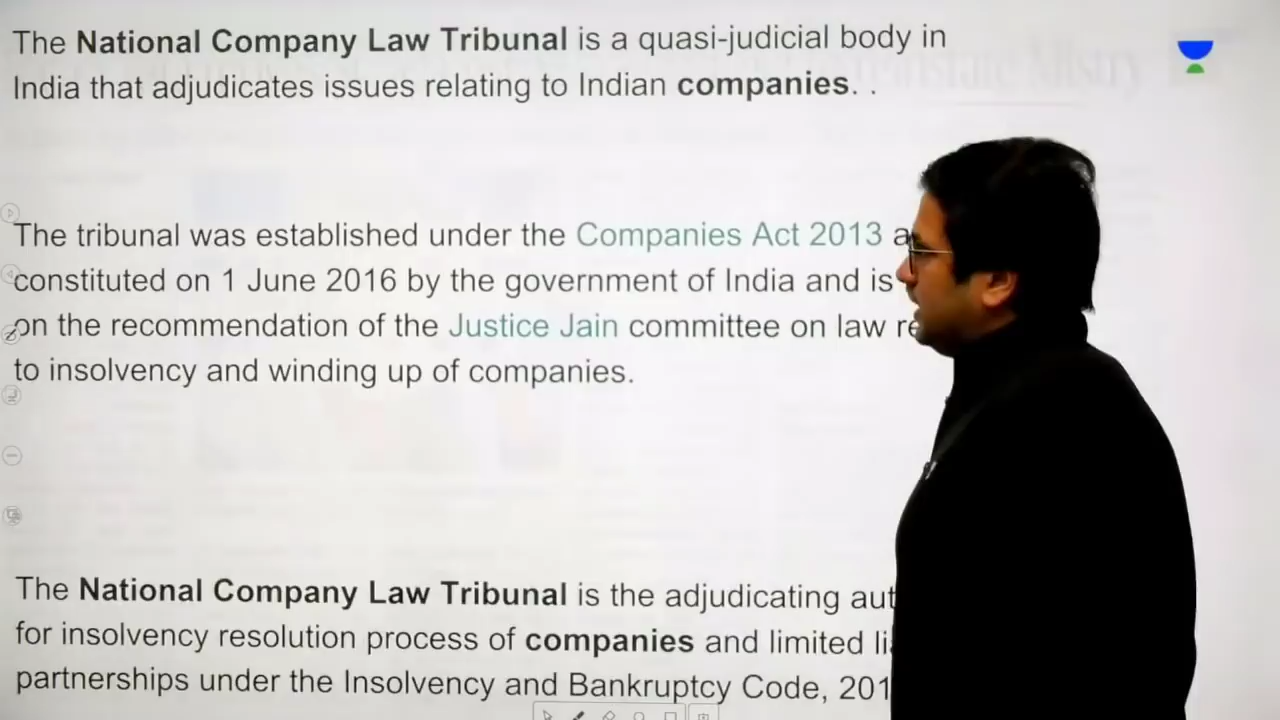 The National Company Law Tribunal is a quasi-judicial body in
India that adjudicates issues relating to Indian companies. .
The tribunal was established under the Companies Act 2013
constituted on 1 June 2016 by the government of India and is
on the recommendation of the Justice Jain committee on law
to insolvency and winding up of companies.
The National Company Law Tribunal is the adjudicating
for insolvency resolution process of companies and limited
partnerships under the Insolvency and Bankruptcy Code,